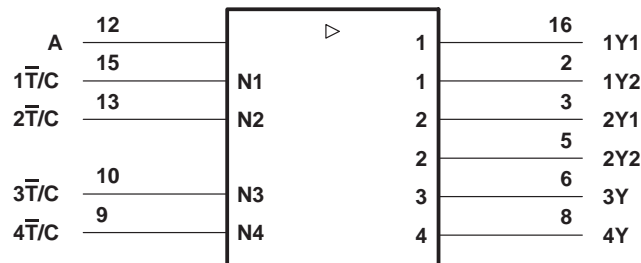 12 16
A 1 1Y1
15 2
1T̅/C N1 1 1Y2
13 3
2T̅/C N2 2 2Y1
5
2 2Y2
10 6
3T̅/C N3 3 3Y
9 8
4T̅/C N4 4 4Y